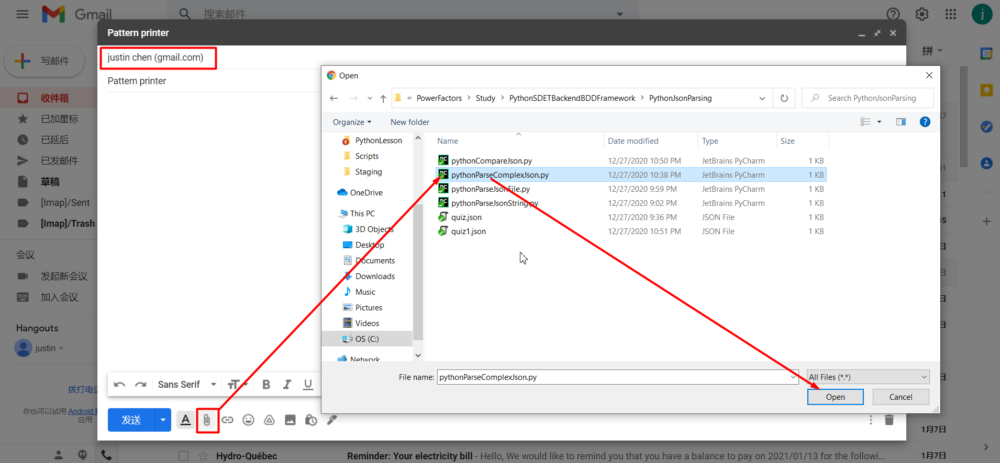 Gmail
搜索邮件
j
Pattern printer
justin chen (gmail.com)
Pattern printer
写邮件
收件箱
已加星标
已延后
已发邮件
草稿
[Imap]/Sent
[Imap]/Trash
会议
发起新会议
加入会议
Hangouts
justin
拨打电话
你也可以试用 Android
应用
拼
31
Open
« PowerFactors › Study › PythonSDETBackendBDDFramework › PythonJsonParsing
Search PythonJsonParsing
Organize
New folder
PythonLesson
Scripts
Staging
OneDrive
This PC
3D Objects
Desktop
Documents
Downloads
Music
Pictures
Videos
OS (C:)
Network
Name Date modified Type Size
pythonCompareJson.py 12/27/2020 10:50 PM JetBrains PyCharm 1 KB
pythonParseComplexJson.py 12/27/2020 10:38 PM JetBrains PyCharm 1 KB
pythonParseJsonFile.py 12/27/2020 9:59 PM JetBrains PyCharm 1 KB
pythonParseJsonString.py 12/27/2020 9:02 PM JetBrains PyCharm 1 KB
quiz.json 12/27/2020 9:36 PM JSON File 1 KB
quiz1.json 12/27/2020 10:51 PM JSON File 1 KB
File name: pythonParseComplexJson.py
All Files (*.*)
Open
Cancel
Sans Serif
B I U
发送
A
1月7日
Hydro-Québec Reminder: Your electricity bill - Hello, We would like to remind you that you have a balance to pay on 2021/01/13 for the followi... 1月7日